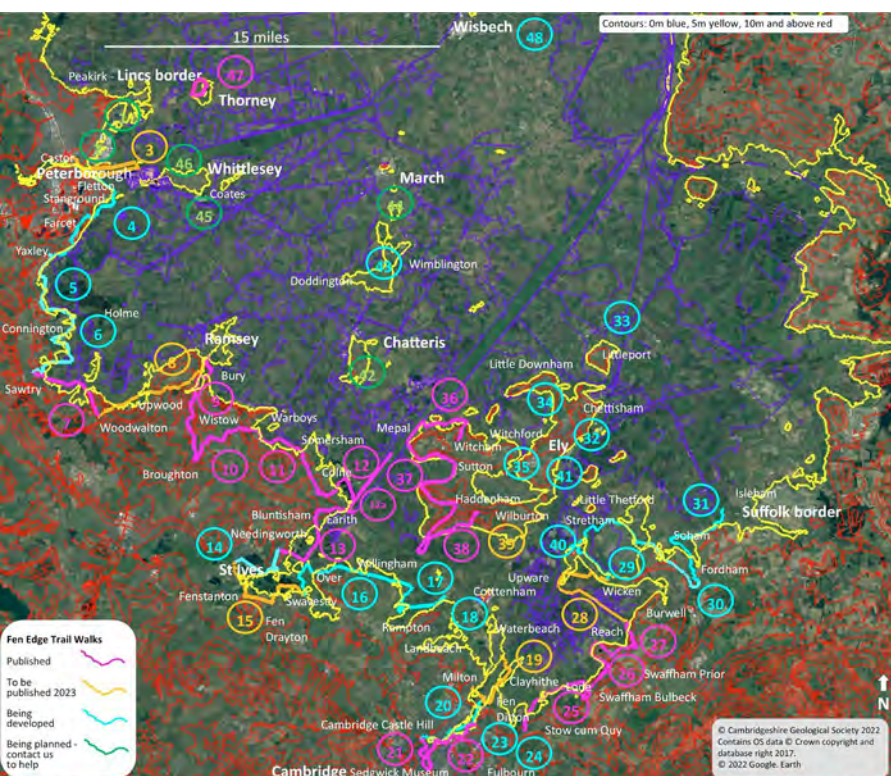 Contours: 0m blue, 5m yellow, 10m and above red
Wisbech
48
15 miles
Peakirk
Lincs border
47
Thorney
3
46
Castor
Peterborough
Whittlesey
Fletton
Stanground
Coates
45
March
44
Farcet
4
Yaxley
43
Wimblington
Doddington
5
Holme
33
Connington
6
Ramsey
Chatteris
Littleport
8
Little Downham
42
Bury
36
34
Sawtry
9
Upwood
Chettisham
7
Woodwalton
Wistow
Warboys
Mepal
Witchford
32
Witcham
Ely
Somersham
12
Broughton
10
11
Colne
37
Sutton
35
41
Isleham
12a
Haddenham
Little Thetford
31
Suffolk border
Bluntisham
Earith
Wilburton
Stretham
Needingworth
14
13
38
39
40
Soham
St Ives
Willingham
29
Fordham
Over
17
Upware
Fenstanton
Swavesey
16
Cotttenham
Wicken
30
15
Fen
Drayton
18
28
Burwell
Rampton
Waterbeach
Reach
27
Landbeach
19
26
Swaffham Prior
Milton
Clayhithe
Lode
Swaffham Bulbeck
20
Fen
Ditton
25
Stow cum Quy
Cambridge Castle Hill
21
22
23
24
Cambridge
Sedgwick Museum
Fulbourn
N
Fen Edge Trail Walks
Published
To be
published 2023
Being
developed
Being planned -
contact us
to help
© Cambridgeshire Geological Society 2022
Contains OS data © Crown copyright and
database right 2017.
© 2022 Google. Earth